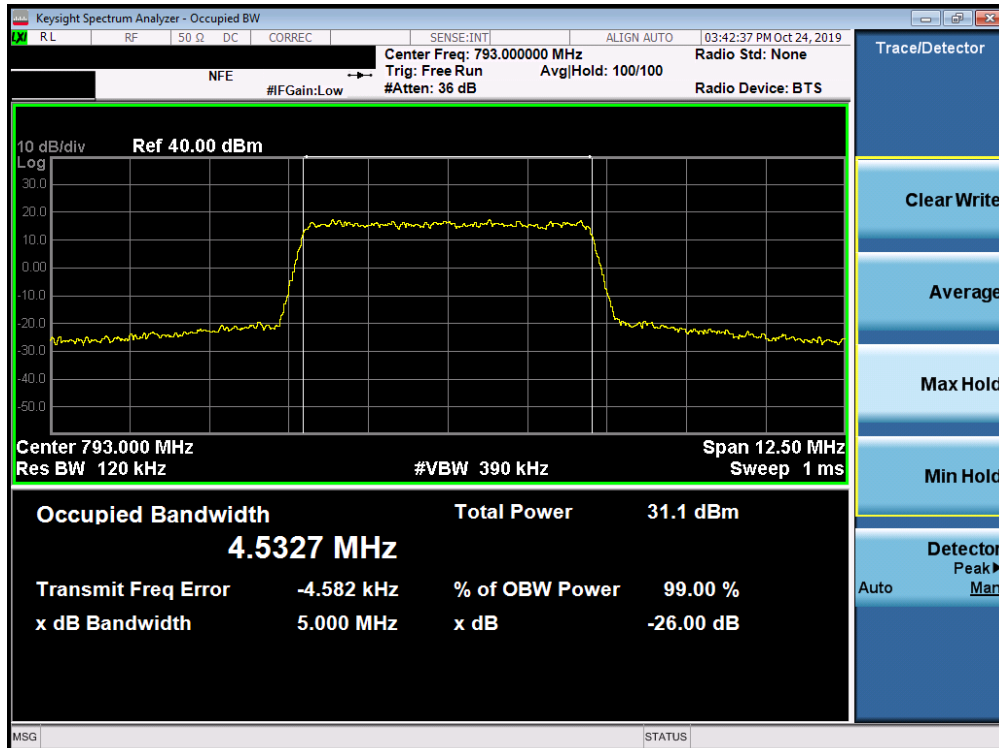 Keysight Spectrum Analyzer - Occupied BW
LXI RL RF 50 Ω DC CORREC SENSE:INT ALIGN AUTO 03:42:37 PM Oct 24, 2019
Center Freq: 793.000000 MHz Radio Std: None
NFE Trig: Free Run Avg|Hold: 100/100
#IFGain:Low #Atten: 36 dB Radio Device: BTS
Trace/Detector
10 dB/div Ref 40.00 dBm
Log
30.0
20.0
10.0
0.00
-10.0
-20.0
-30.0
-40.0
-50.0
Center 793.000 MHz Span 12.50 MHz
Res BW 120 kHz #VBW 390 kHz Sweep 1 ms
Occupied Bandwidth Total Power 31.1 dBm
4.5327 MHz
Transmit Freq Error -4.582 kHz % of OBW Power 99.00 %
x dB Bandwidth 5.000 MHz x dB -26.00 dB
Clear Write
Average
Max Hold
Min Hold
Detector
Peak
Auto Man
MSG STATUS